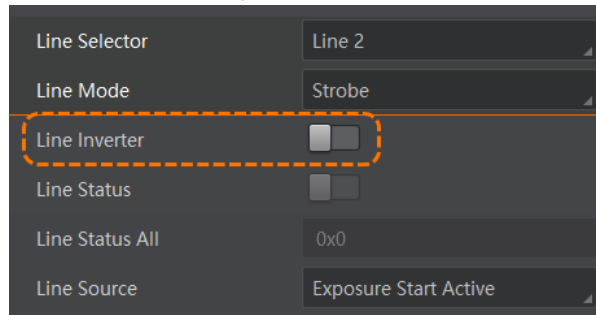 Line Selector Line 2
Line Mode Strobe
Line Inverter
Line Status
Line Status All 0x0
Line Source Exposure Start Active